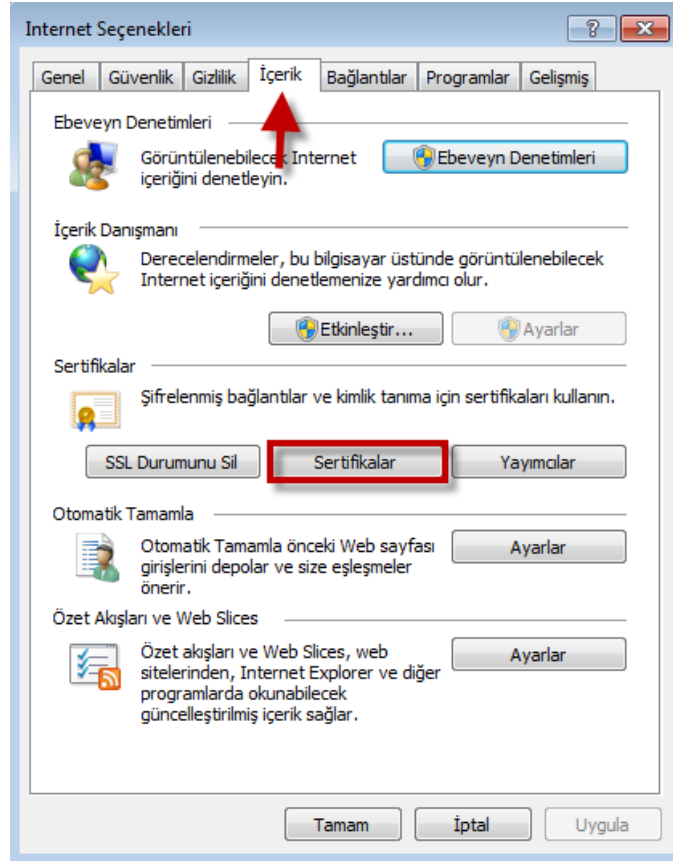 Internet Seçenekleri
Genel Güvenlik Gizlilik İçerik Bağlantılar Programlar Gelişmiş
Ebeveyn Denetimleri
Görüntülenebilecek Internet
içeriğini denetleyin.
Ebeveyn Denetimleri
İçerik Danışmanı
Derecelendirmeler, bu bilgisayar üstünde görüntülenebilecek
Internet içeriğini denetlemenize yardımcı olur.
Etkinleştir... Ayarlar
Sertifikalar
Şifrelenmiş bağlantılar ve kimlik tanıma için sertifikaları kullanın.
SSL Durumunu Sil Sertifikalar Yayımcılar
Otomatik Tamamla
Otomatik Tamamla önceki Web sayfası
girişlerini depolar ve size eşleşmeler
önerir.
Ayarlar
Özet Akışları ve Web Slices
Özet akışları ve Web Slices, web
sitelerinden, Internet Explorer ve diğer
programlarda okunabilecek
güncelleştirilmiş içerik sağlar.
Ayarlar
Tamam İptal Uygula